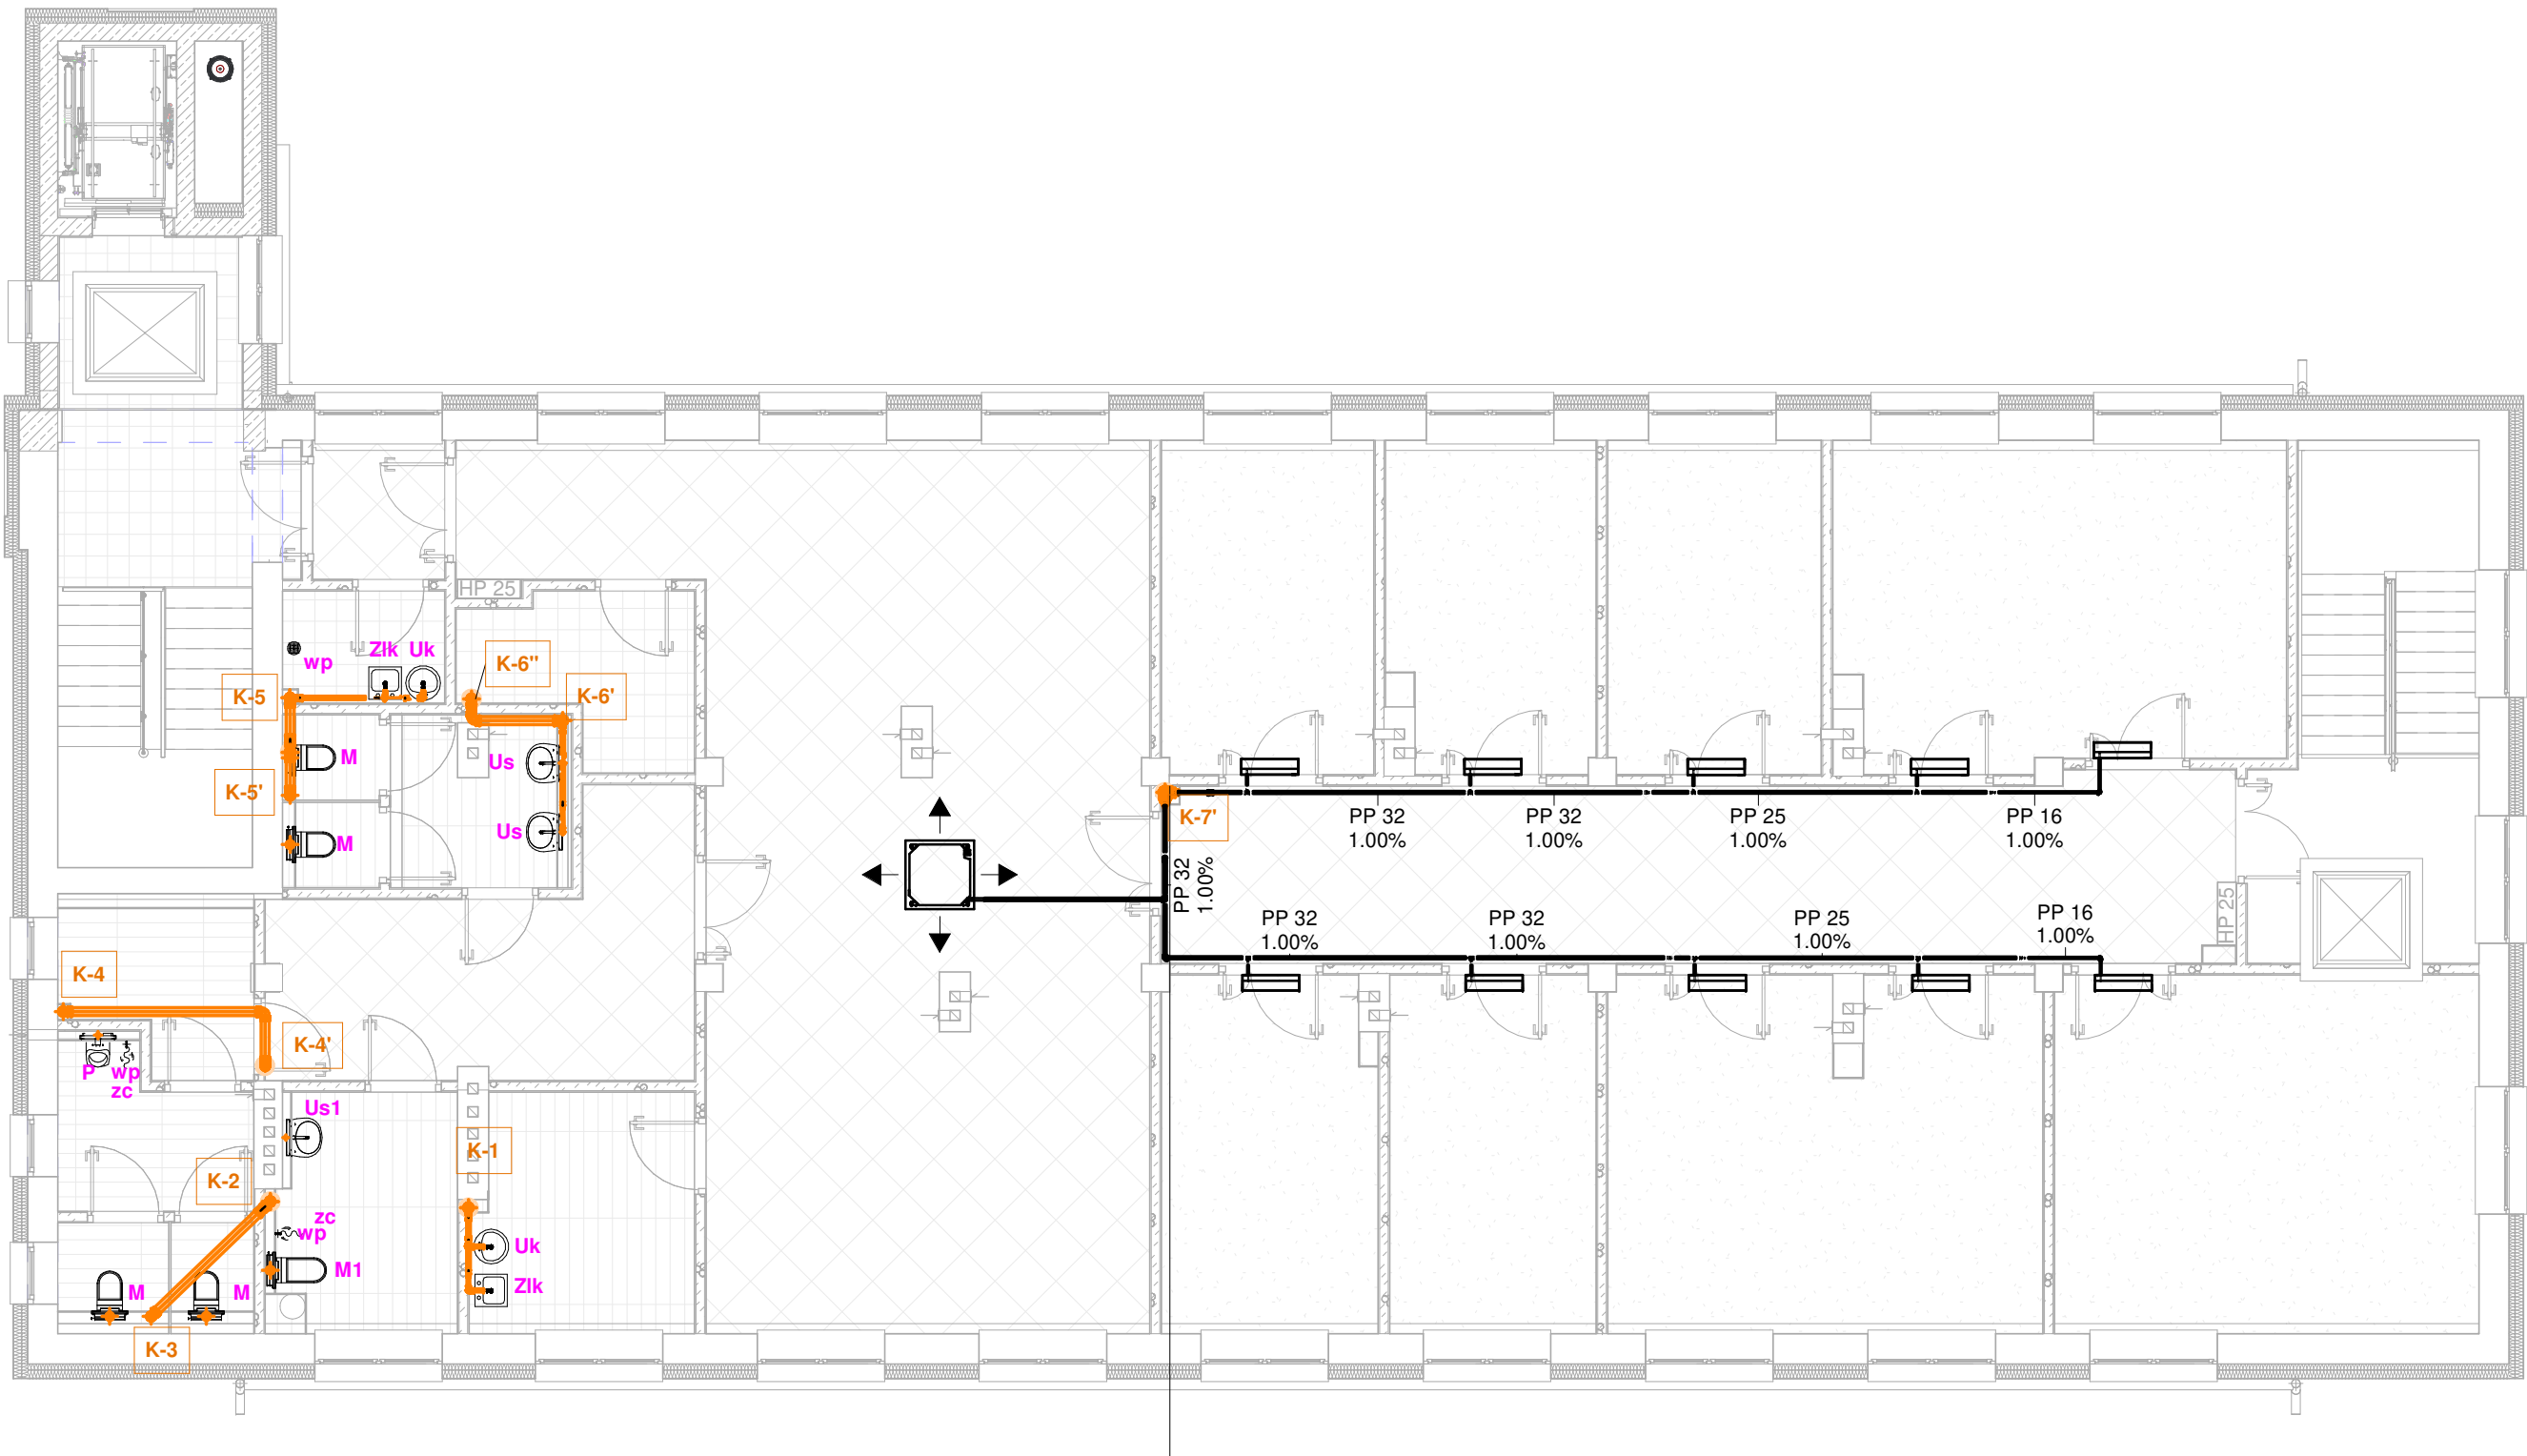 HP 25
wp
Zlk
Uk
K-6"
K-5
K-6'
M
Us
K-5'
K-7'
PP 32
1.00%
PP 32
1.00%
PP 25
1.00%
PP 16
1.00%
Us
M
PP 32
1.00%
HP 25
PP 32
1.00%
PP 32
1.00%
PP 25
1.00%
PP 16
1.00%
K-4
K-4'
P
wp
zc
Us1
K-1
K-2
zc
wp
Uk
M1
Zlk
M
M
K-3